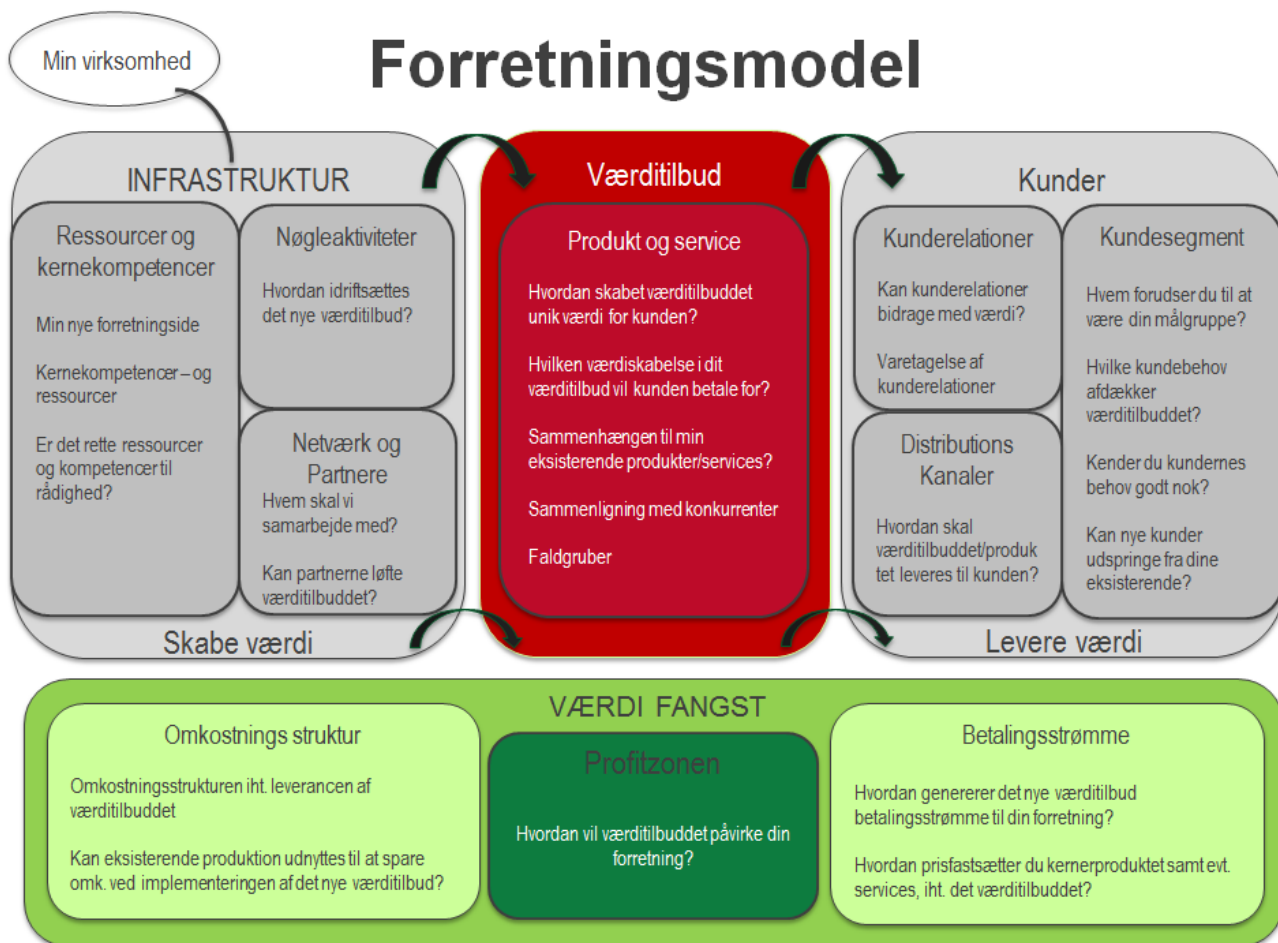 Min virksomhed
Forretningsmodel
INFRASTRUKTUR
Ressourcer og
kernekompetencer
Min nye forretningside
Kernekompetencer – og
ressourcer
Er det rette ressourcer
og kompetencer til
rådighed?
Nøgleaktiviteter
Hvordan idriftsættes
det nye værditilbud?
Netværk og
Partnere
Hvem skal vi
samarbejde med?
Kan partnerne løfte
værditilbuddet?
Skabe værdi
Værditilbud
Produkt og service
Hvordan skabet værditilbuddet
unik værdi for kunden?
Hvilken værdiskabelse i dit
værditilbud vil kunden betale for?
Sammenhængen til min
eksisterende produkter/services?
Sammenligning med konkurrenter
Faldgruber
Kunder
Kunderelationer
Kan kunderelationer
bidrage med værdi?
Varetagelse af
kunderelationer
Distributions
Kanaler
Hvordan skal
værditilbuddet/produk
tet leveres til kunden?
Kundesegment
Hvem forudser du til at
være din målgruppe?
Hvilke kundebehov
afdækker
værditilbuddet?
Kender du kundernes
behov godt nok?
Kan nye kunder
udspringe fra dine
eksisterende?
Levere værdi
VÆRDI FANGST
Omkostnings struktur
Omkostningsstrukturen iht. leverancen af
værditilbuddet
Kan eksisterende produktion udnyttes til at spare
omk. ved implementeringen af det nye værditilbud?
Profitzonen
Hvordan vil værditilbuddet påvirke din
forretning?
Betalingsstrømme
Hvordan genererer det nye værditilbud
betalingsstrømme til din forretning?
Hvordan prisfastsætter du kernerproduktet samt evt.
services, iht. det værditilbuddet?